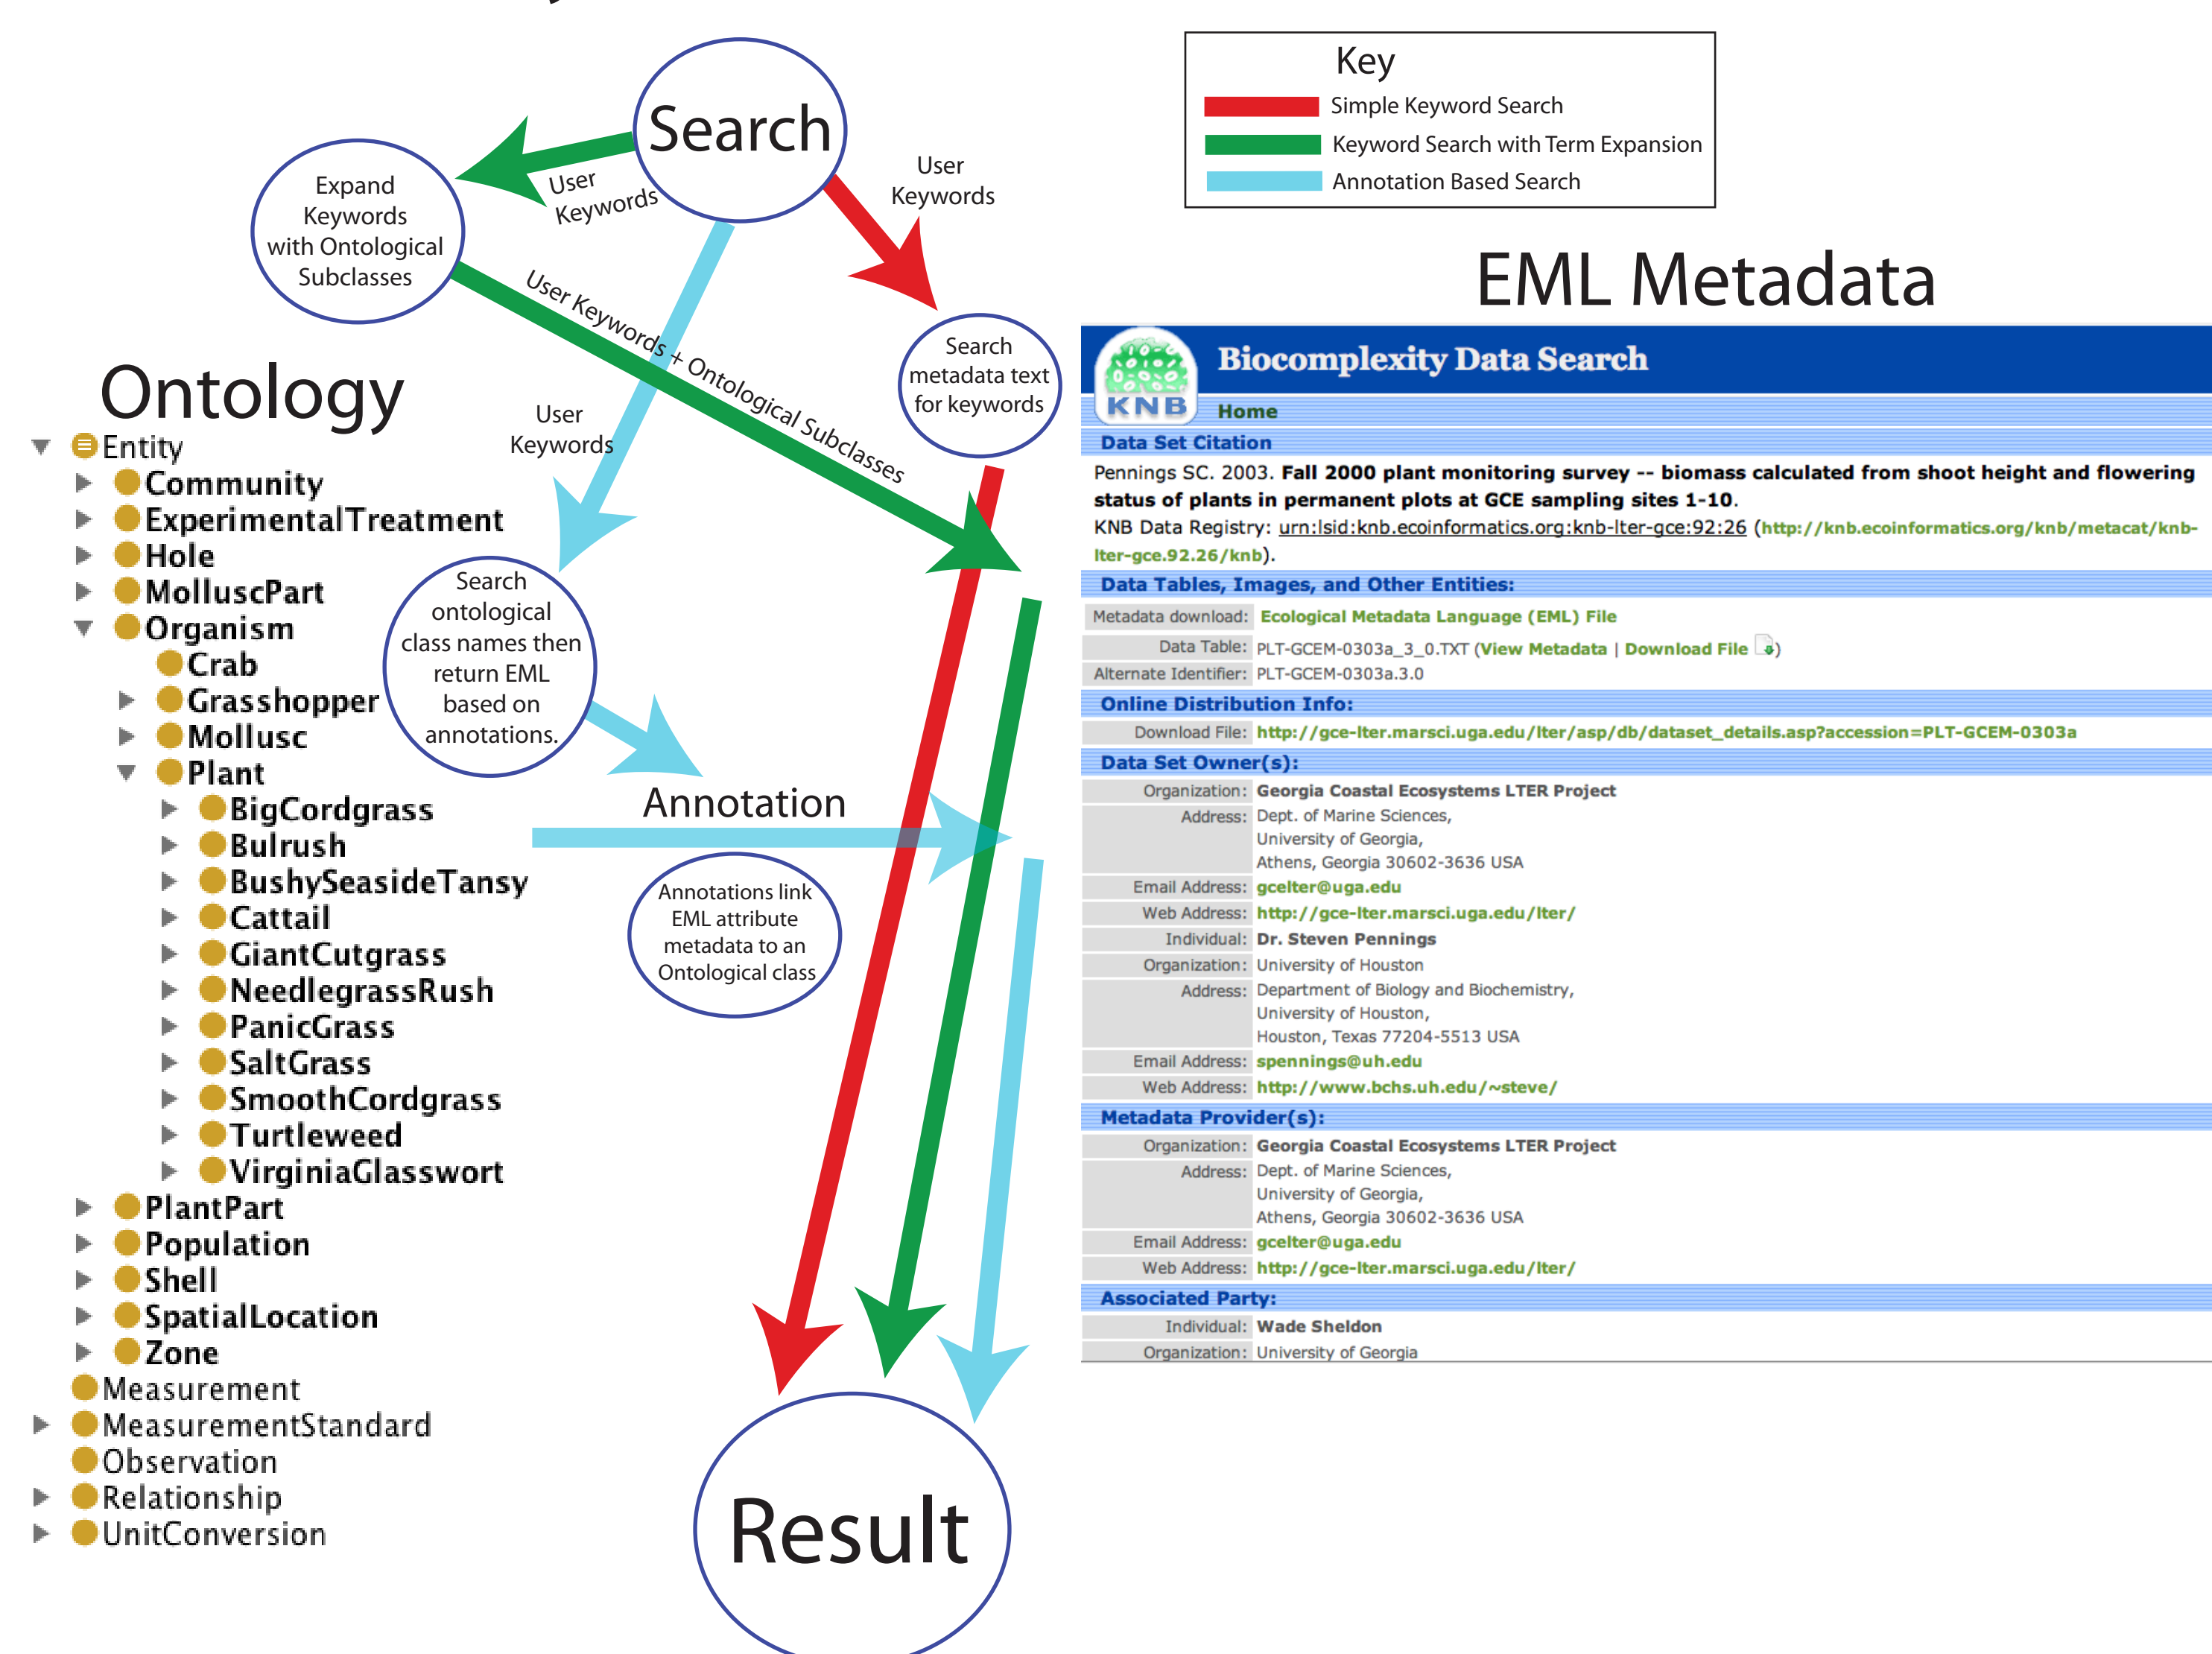 Search
Key
Simple Keyword Search
Keyword Search with Term Expansion
Annotation Based Search
User
Keywords
User
Keywords
Expand
Keywords
with Ontological
Subclasses
User Keywords + Ontological Subclasses
Search
metadata text
for keywords
User
Keywords
Ontology
Entity
Community
ExperimentalTreatment
Hole
MolluscPart
Organism
Crab
Grasshopper
Mollusc
Plant
BigCordgrass
Bulrush
BushySeasideTansy
Cattail
GiantCutgrass
NeedlegrassRush
PanicGrass
SaltGrass
SmoothCordgrass
Turtleweed
VirginiaGlasswort
PlantPart
Population
Shell
SpatialLocation
Zone
Measurement
MeasurementStandard
Observation
Relationship
UnitConversion
Search
ontological
class names then
return EML
based on
annotations.
Annotation
Annotations link
EML attribute
metadata to an
Ontological class
Result
EML Metadata
KNB
Biocomplexity Data Search
Home
Data Set Citation
Pennings SC. 2003. Fall 2000 plant monitoring survey -- biomass calculated from shoot height and flowering
status of plants in permanent plots at GCE sampling sites 1-10.
KNB Data Registry: urn:lsid:knb.ecoinformatics.org:knb-lter-gce:92:26 (http://knb.ecoinformatics.org/knb/metacat/knb-
lter-gce.92.26/knb).
Data Tables, Images, and Other Entities:
Metadata download: Ecological Metadata Language (EML) File
Data Table: PLT-GCEM-0303a_3_0.TXT (View Metadata | Download File )
Alternate Identifier: PLT-GCEM-0303a.3.0
Online Distribution Info:
Download File: http://gce-lter.marsci.uga.edu/lter/asp/db/dataset_details.asp?accession=PLT-GCEM-0303a
Data Set Owner(s):
Organization: Georgia Coastal Ecosystems LTER Project
Address: Dept. of Marine Sciences,
University of Georgia,
Athens, Georgia 30602-3636 USA
Email Address: gcelter@uga.edu
Web Address: http://gce-lter.marsci.uga.edu/lter/
Individual: Dr. Steven Pennings
Organization: University of Houston
Address: Department of Biology and Biochemistry,
University of Houston,
Houston, Texas 77204-5513 USA
Email Address: spennings@uh.edu
Web Address: http://www.bchs.uh.edu/~steve/
Metadata Provider(s):
Organization: Georgia Coastal Ecosystems LTER Project
Address: Dept. of Marine Sciences,
University of Georgia,
Athens, Georgia 30602-3636 USA
Email Address: gcelter@uga.edu
Web Address: http://gce-lter.marsci.uga.edu/lter/
Associated Party:
Individual: Wade Sheldon
Organization: University of Georgia